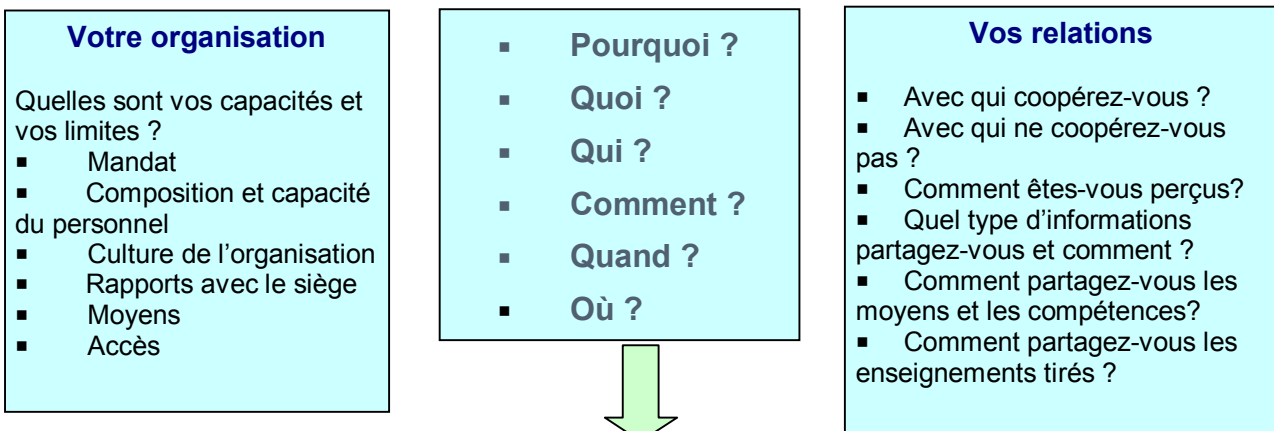 Votre organisation
Quelles sont vos capacités et
vos limites ?
▪ Mandat
▪ Composition et capacité
du personnel
▪ Culture de l’organisation
▪ Rapports avec le siège
▪ Moyens
▪ Accès
▪ Pourquoi ?
▪ Quoi ?
▪ Qui ?
▪ Comment ?
▪ Quand ?
▪ Où ?
Vos relations
▪ Avec qui coopérez-vous ?
▪ Avec qui ne coopérez-vous
pas ?
▪ Comment êtes-vous perçus?
▪ Quel type d’informations
partagez-vous et comment ?
▪ Comment partagez-vous les
moyens et les compétences?
▪ Comment partagez-vous les
enseignements tirés ?